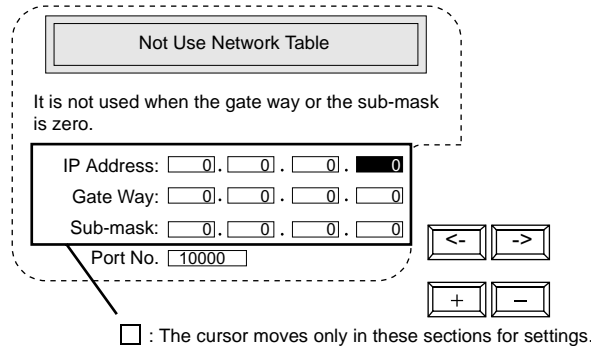 Not Use Network Table
It is not used when the gate way or the sub-mask
is zero.
IP Address: 0. 0. 0. 0
Gate Way: 0. 0. 0. 0
Sub-mask: 0. 0. 0. 0
Port No. 10000
<- ->
+ −
: The cursor moves only in these sections for settings.